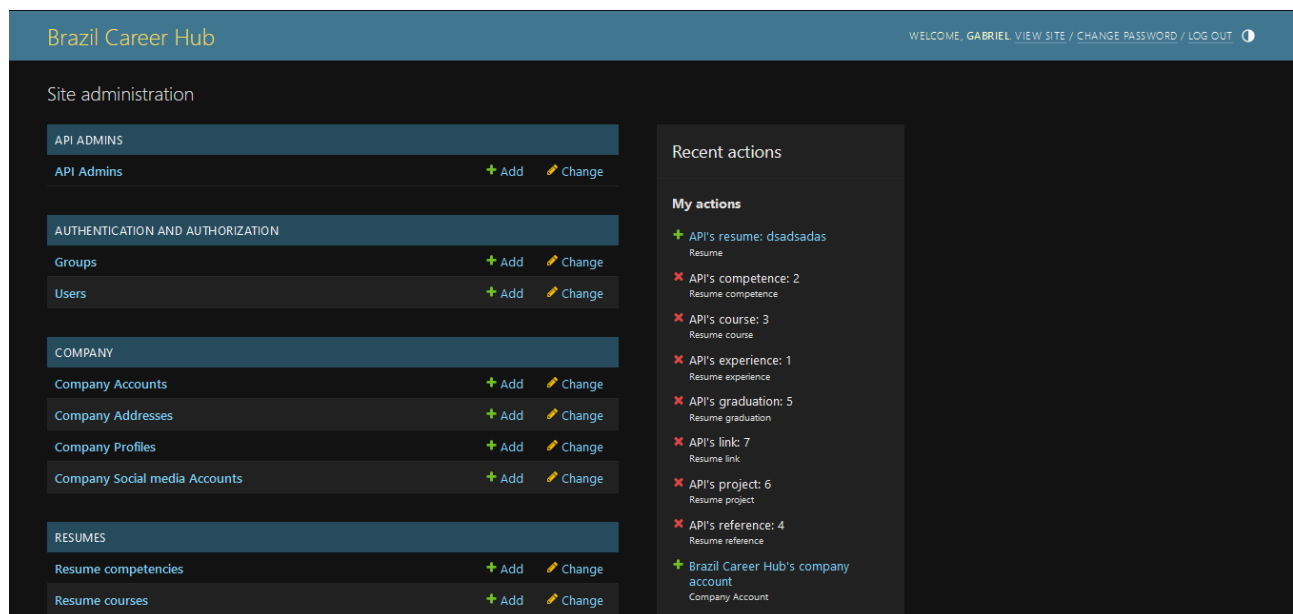 Brazil Career Hub
WELCOME, GABRIEL. VIEW SITE / CHANGE PASSWORD / LOG OUT
Site administration
API ADMINS
API Admins Add Change
AUTHENTICATION AND AUTHORIZATION
Groups Add Change
Users Add Change
COMPANY
Company Accounts Add Change
Company Addresses Add Change
Company Profiles Add Change
Company Social media Accounts Add Change
RESUMES
Resume competencies Add Change
Resume courses Add Change
Recent actions
My actions
API's resume: dsadsadas
Resume
API's competence: 2
Resume competence
API's course: 3
Resume course
API's experience: 1
Resume experience
API's graduation: 5
Resume graduation
API's link: 7
Resume link
API's project: 6
Resume project
API's reference: 4
Resume reference
Brazil Career Hub's company
account
Company Account